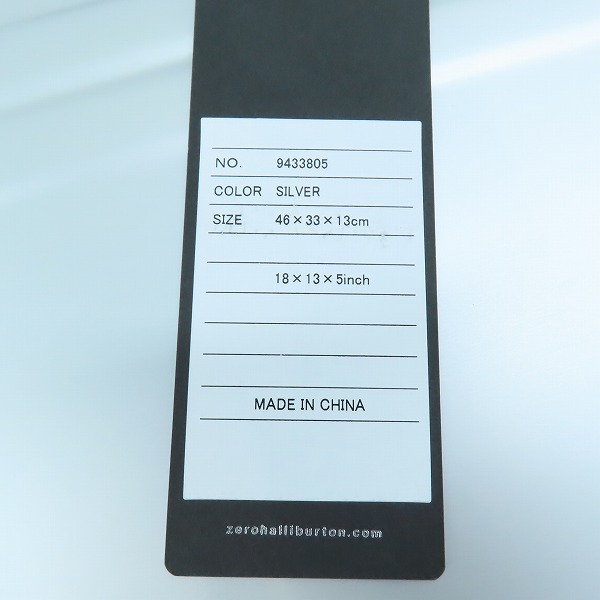 NO. 9433805
COLOR SILVER
SIZE 46×33×13cm
18×13×5inch
MADE IN CHINA
zerohalliburton.com